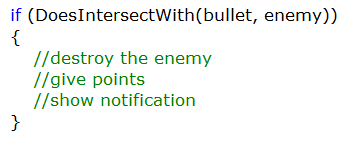 if (DoesIntersectWith(bullet, enemy))
{
//destroy the enemy
//give points
//show notification
}